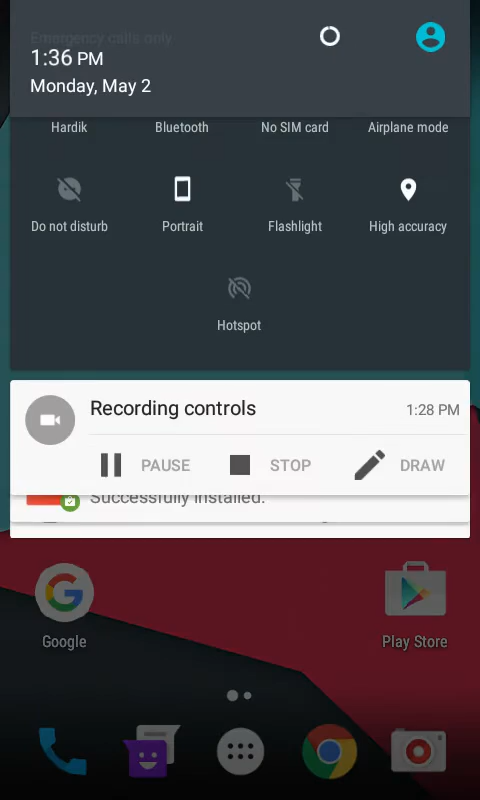 Emergency calls only
1:36 PM
Monday, May 2
Hardik Bluetooth No SIM card Airplane mode
Do not disturb Portrait Flashlight High accuracy
Hotspot
Recording controls 1:28 PM
PAUSE STOP DRAW
Successfully installed.
Google Play Store